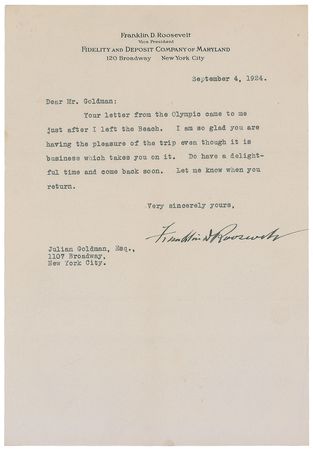 Franklin D. Roosevelt
Vice President
Fidelity and Deposit Company of Maryland
120 Broadway New York City
September 4, 1924.
Dear Mr. Goldman:
Your letter from the Olympic came to me
just after I left the Beach. I am so glad you are
having the pleasure of the trip even though it is
business which takes you on it. Do have a delight-
ful time and come back soon. Let me know when you
return.
Very sincerely yours,
Franklin D Roosevelt
Julian Goldman, Esq.,
1107 Broadway,
New York City.